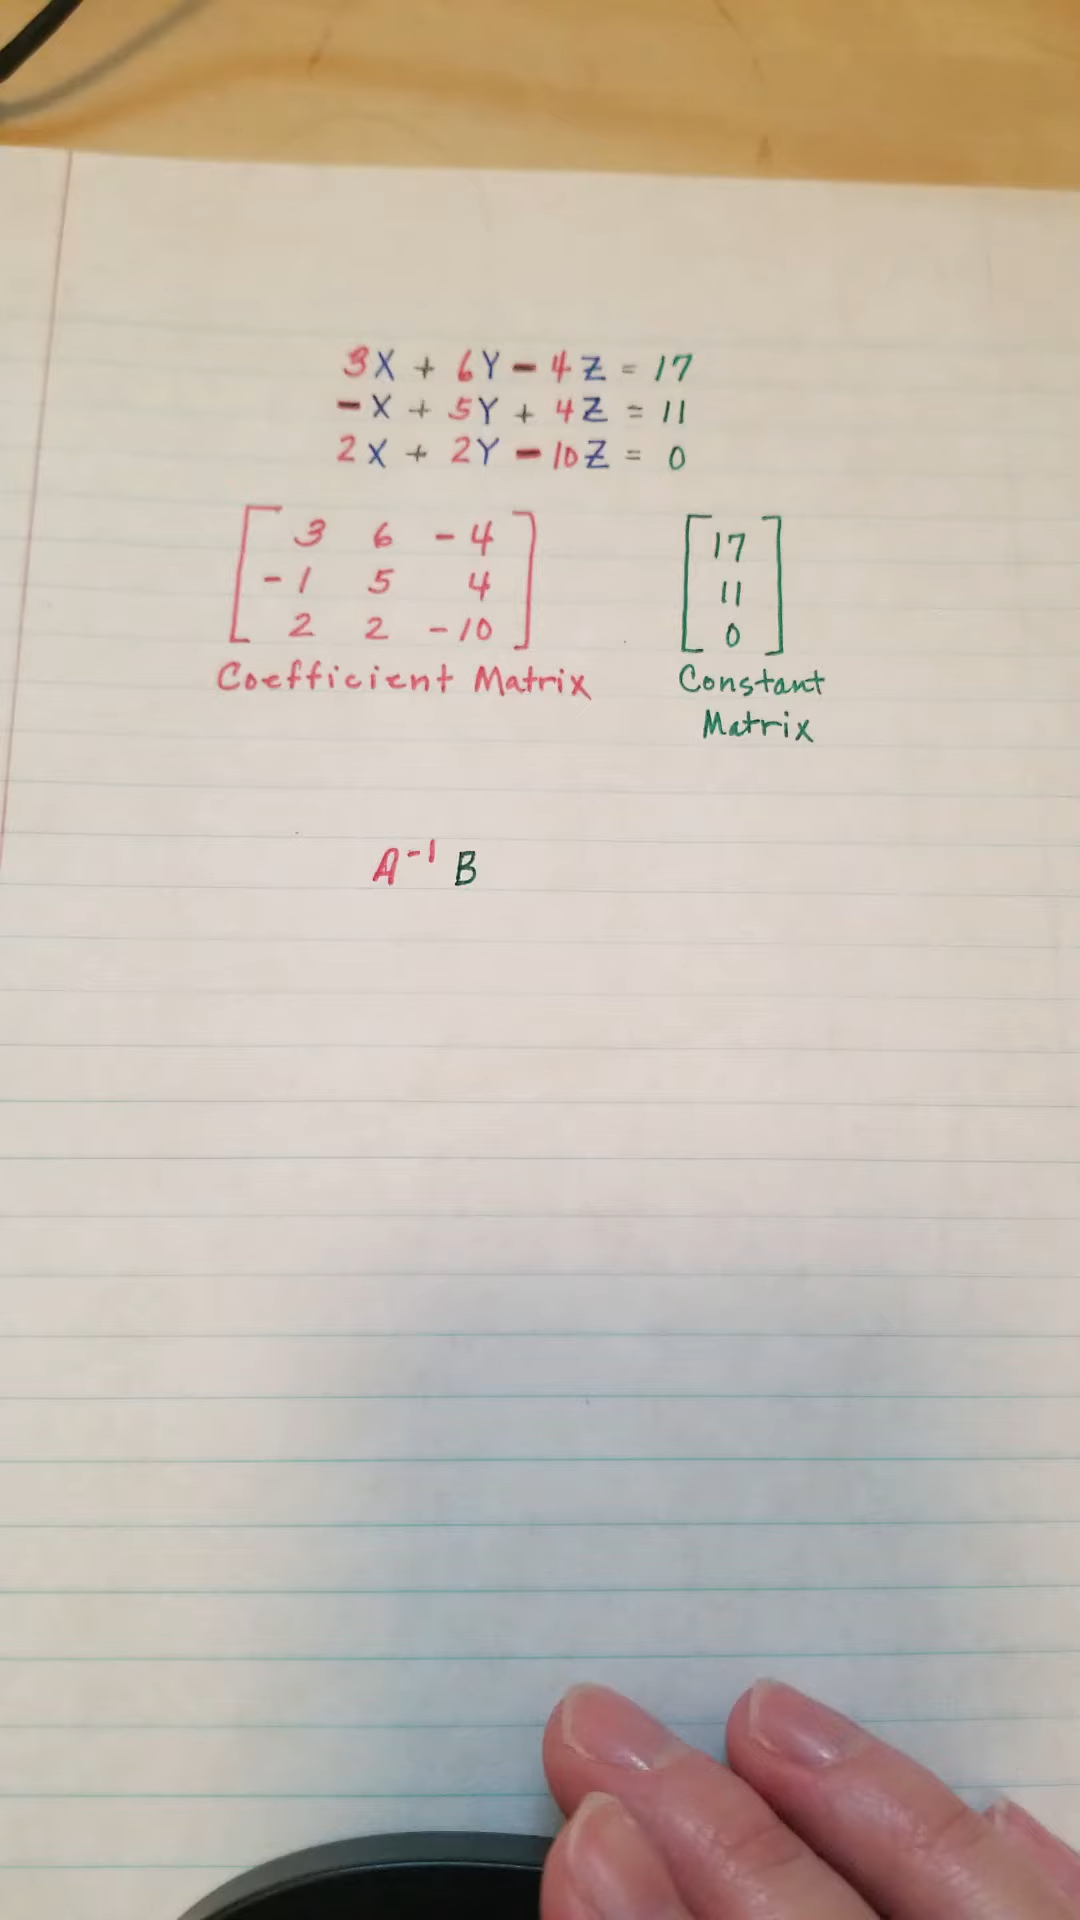 3X + 6Y - 4Z = 17
-X + 5Y + 4Z = 11
2X + 2Y - 10Z = 0
3 6 -4 17
-1 5 4 11
2 2 -10 0
Coefficient Matrix Constant
Matrix
A⁻¹ B